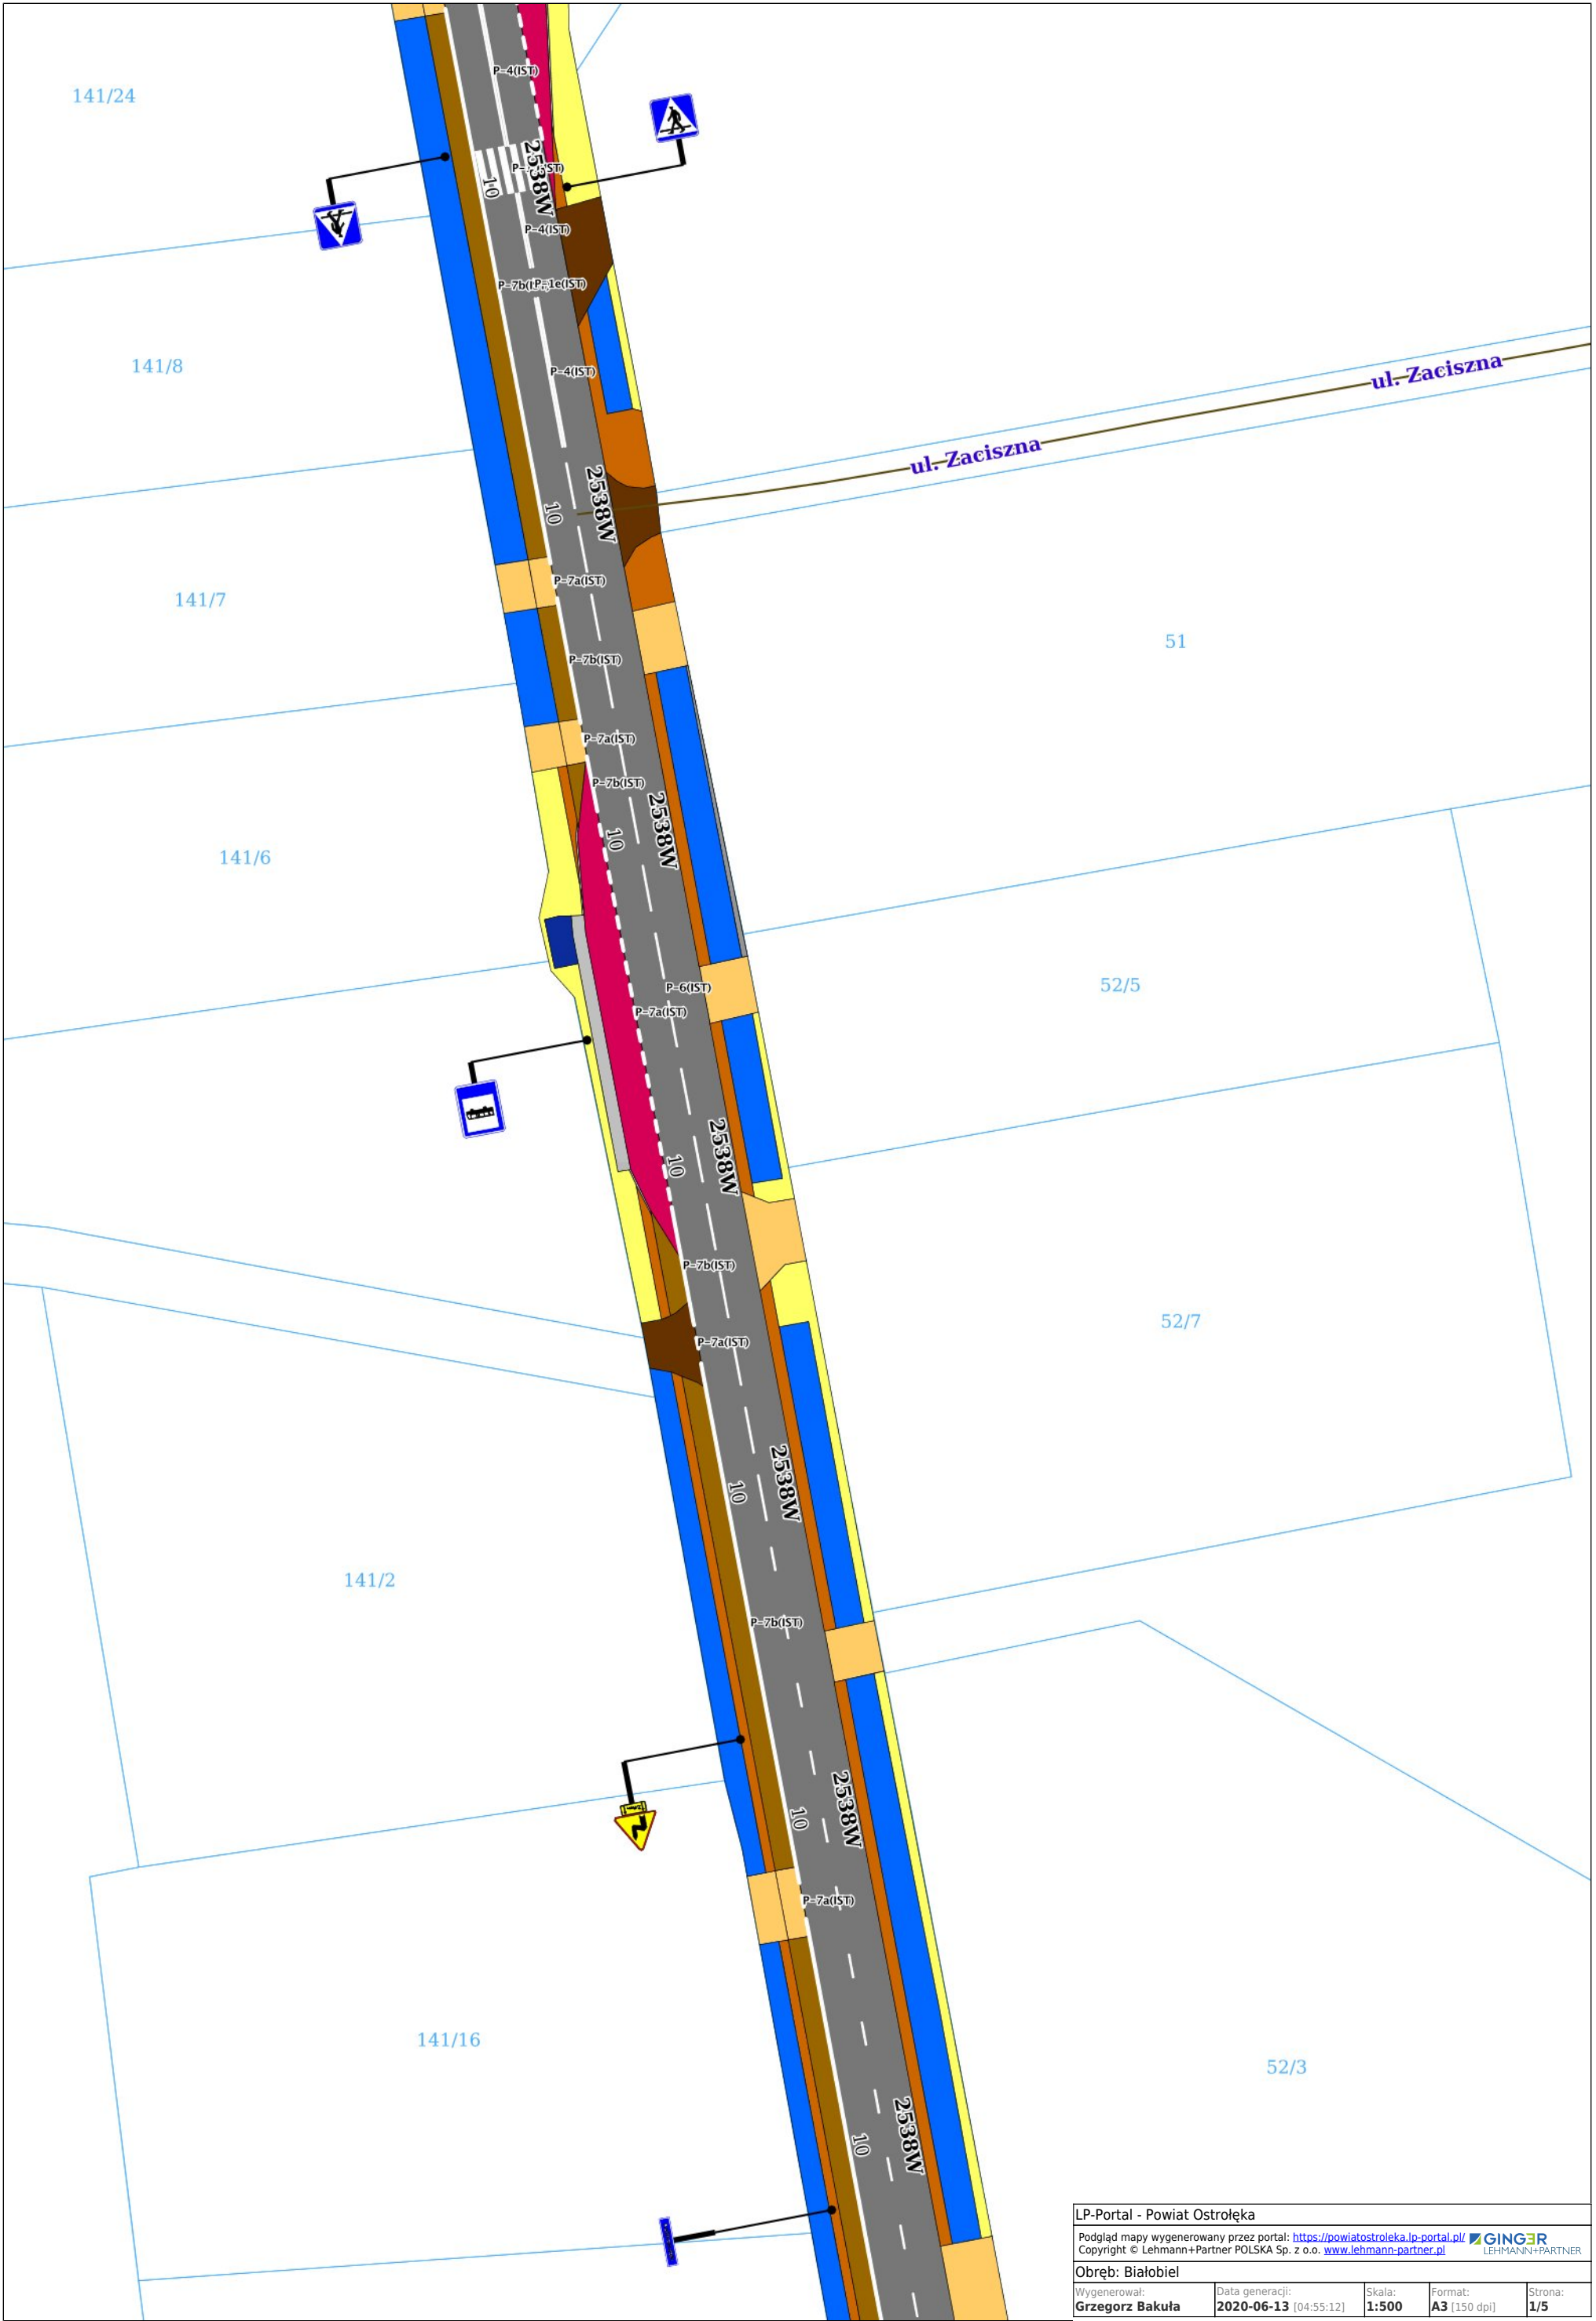 P-4(IST)
141/24
2538W
10
P-4(IST)
P-1e(IST)
141/8
P-4(IST)
ul. Zaciszna
ul. Zaciszna
2538W
10
P-7a(IST)
141/7
51
P-7b(IST)
P-7a(IST)
P-7b(IST)
2538W
10
141/6
P-6(IST)
52/5
P-7a(IST)
2538W
10
P-7b(IST)
52/7
P-7a(IST)
2538W
10
141/2
P-7b(IST)
2538W
10
P-7a(IST)
141/16
52/3
2538W
10
LP-Portal - Powiat Ostrołęka
Podgląd mapy wygenerowany przez portal: https://powiatostroleka.lp-portal.pl/
Copyright © Lehmann+Partner POLSKA Sp. z o.o. www.lehmann-partner.pl
GINGER
LEHMANN+PARTNER
Obręb: Białobiel
Wygenerował: Data generacji: Skala: Format: Strona:
Grzegorz Bakuła 2020-06-13 [04:55:12] 1:500 A3 [150 dpi] 1/5